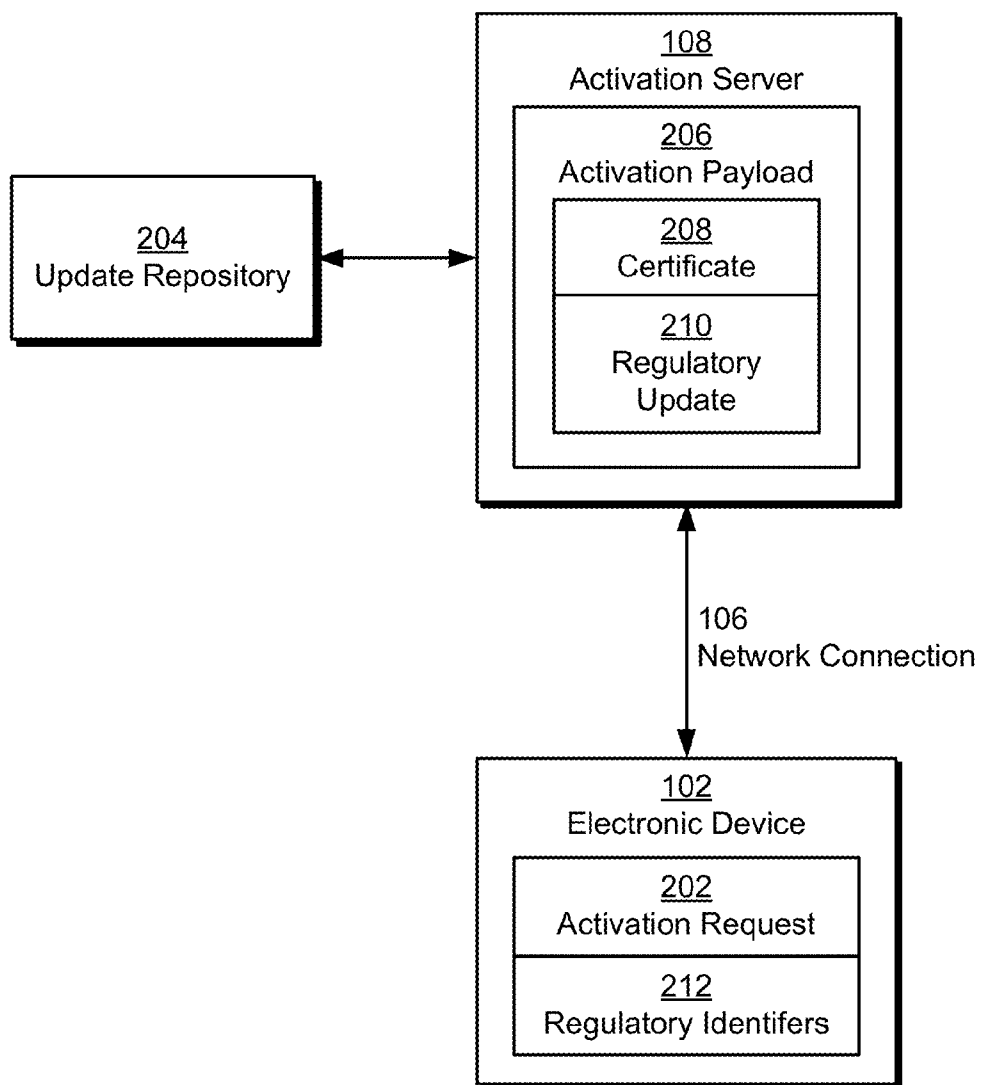 108
Activation Server
206
Activation Payload
208
Certificate
210
Regulatory
Update
204
Update Repository
106
Network Connection
102
Electronic Device
202
Activation Request
212
Regulatory Identifers